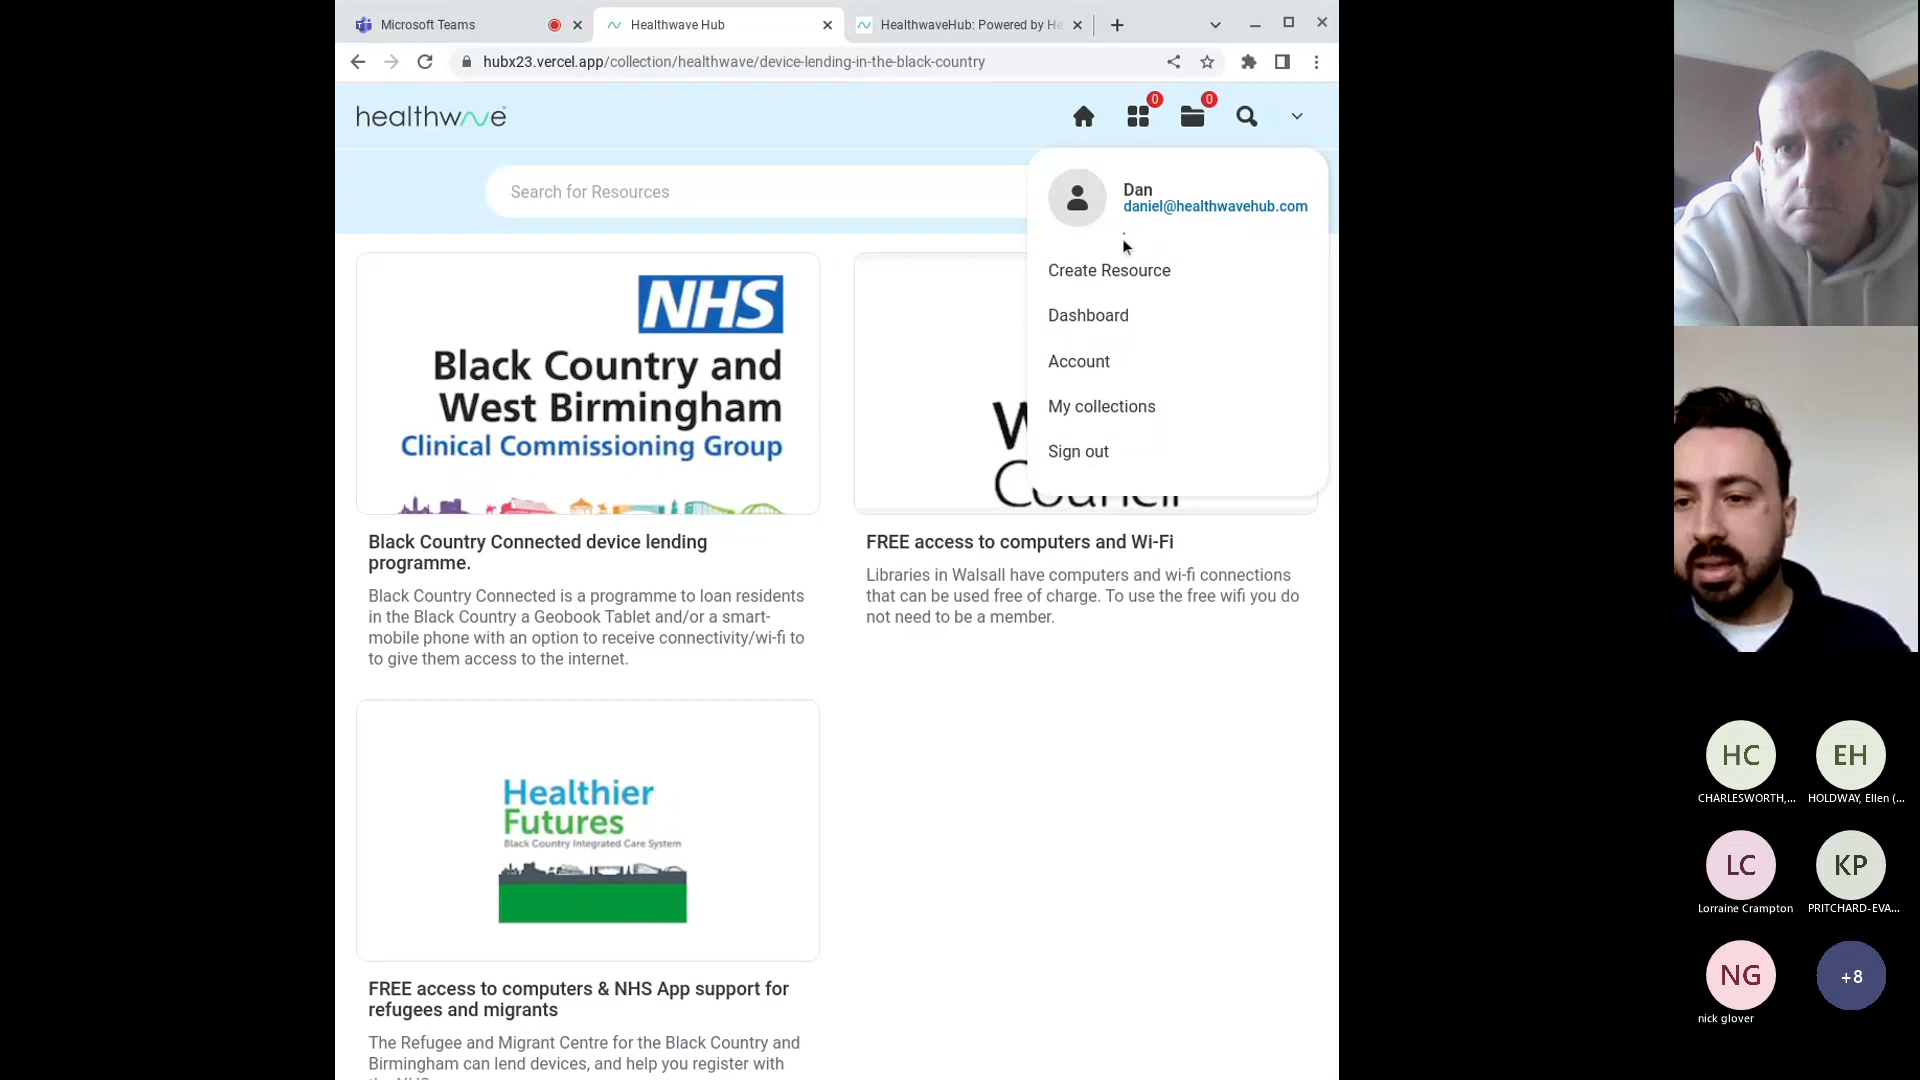 Microsoft Teams
Healthwave Hub
HealthwaveHub: Powered by He
hubx23.vercel.app/collection/healthwave/device-lending-in-the-black-country
healthwave
0
0
Search for Resources
Dan
daniel@healthwavehub.com
Create Resource
Dashboard
Account
My collections
Sign out
NHS
Black Country and
West Birmingham
Clinical Commissioning Group
W
Council
Black Country Connected device lending
programme.
Black Country Connected is a programme to loan residents
in the Black Country a Geobook Tablet and/or a smart-
mobile phone with an option to receive connectivity/wi-fi to
to give them access to the internet.
FREE access to computers and Wi-Fi
Libraries in Walsall have computers and wi-fi connections
that can be used free of charge. To use the free wifi you do
not need to be a member.
Healthier
Futures
Black Country Integrated Care System
FREE access to computers & NHS App support for
refugees and migrants
The Refugee and Migrant Centre for the Black Country and
Birmingham can lend devices, and help you register with
the NHS
HC
CHARLESWORTH,...
EH
HOLDWAY, Ellen (...
LC
Lorraine Crampton
KP
PRITCHARD-EVA...
NG
nick glover
+8